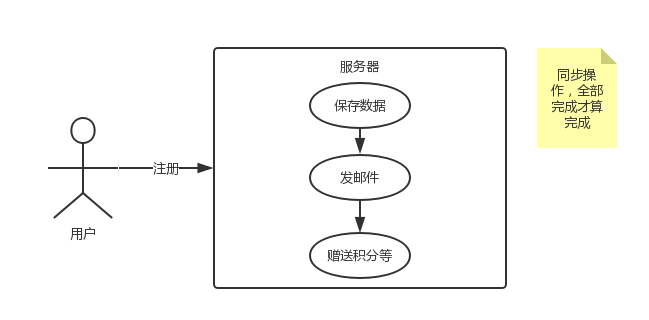 服务器
保存数据
注册
发邮件
赠送积分等
用户
同步操
作，全部
完成才算
完成